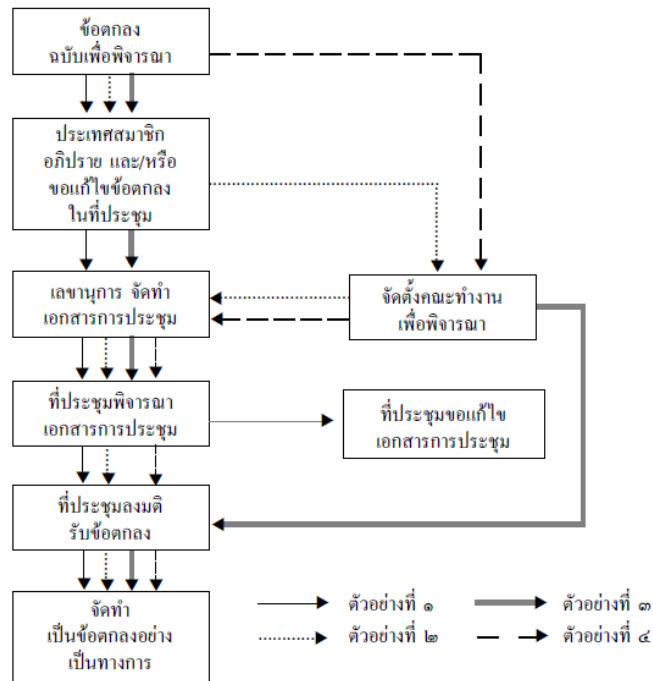 ข้อตกลง
ฉบับเพื่อพิจารณา
ประเทศสมาชิก
อภิปราย และ/หรือ
ขอแก้ไขข้อตกลง
ในที่ประชุม
เลขานุการ จัดทำ
เอกสารการประชุม
จัดตั้งคณะทำงาน
เพื่อพิจารณา
ที่ประชุมพิจารณา
เอกสารการประชุม
ที่ประชุมขอแก้ไข
เอกสารการประชุม
ที่ประชุมลงมติ
รับข้อตกลง
จัดทำ
เป็นข้อตกลงอย่าง
เป็นทางการ
ตัวอย่างที่ ๑
ตัวอย่างที่ ๓
ตัวอย่างที่ ๒
ตัวอย่างที่ ๔